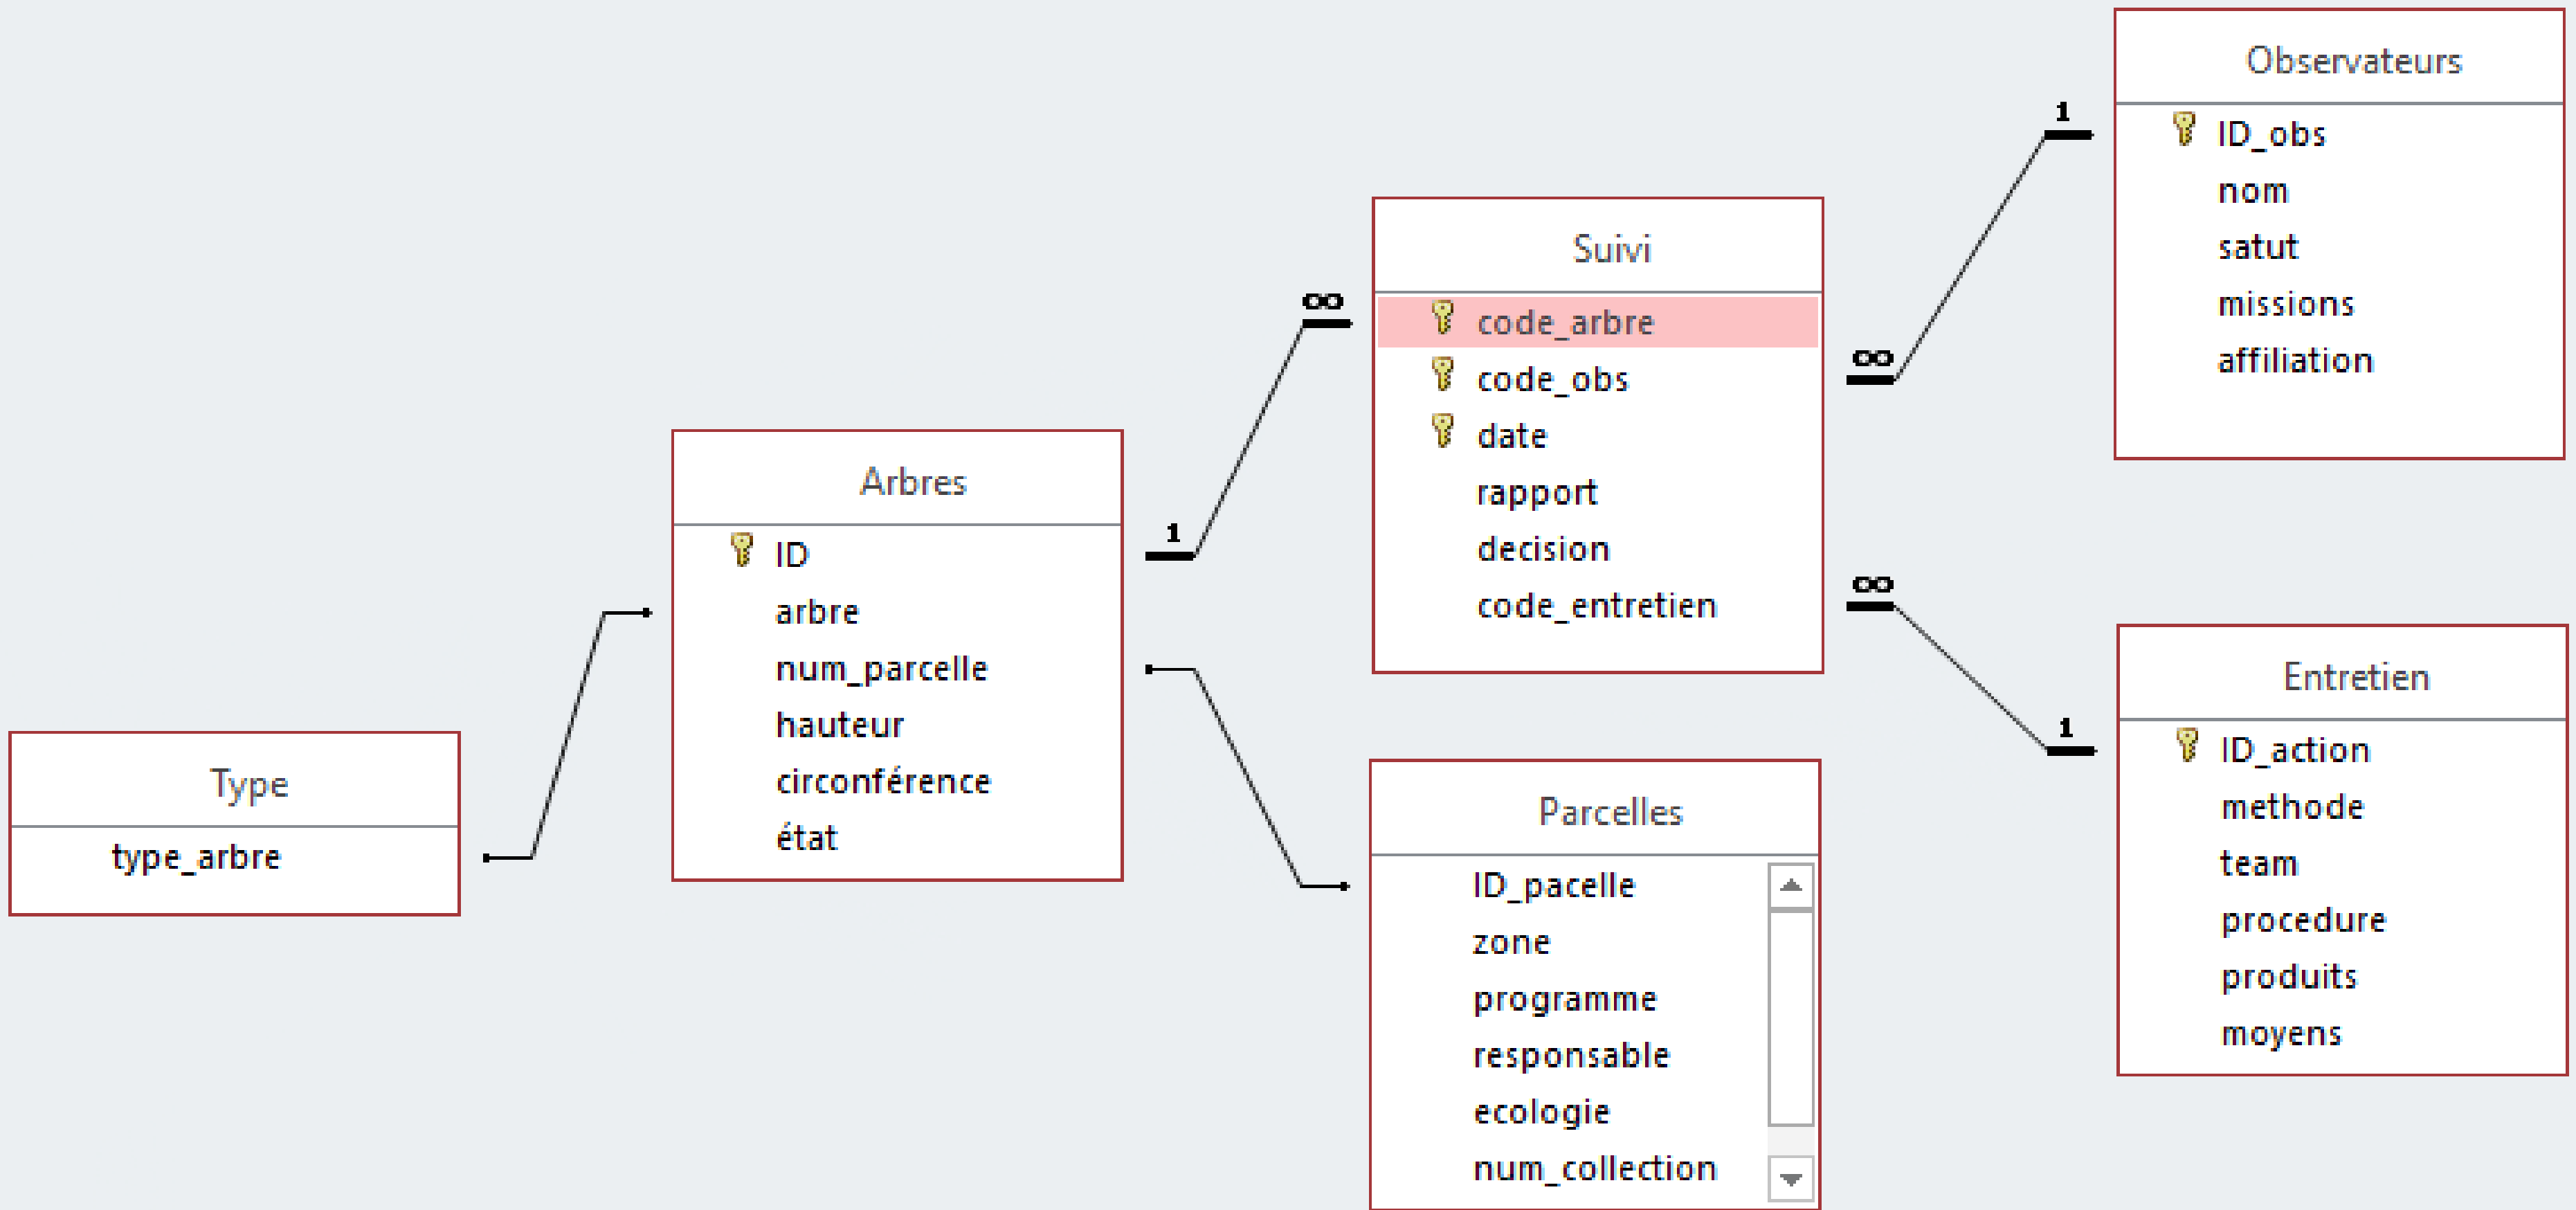 Type
type_arbre
Arbres
ID
arbre
num_parcelle
hauteur
circonférence
état
1
∞
Suivi
code_arbre
code_obs
date
rapport
decision
code_entretien
Parcelles
ID_pacelle
zone
programme
responsable
ecologie
num_collection
∞
1
∞
1
Observateurs
ID_obs
nom
satut
missions
affiliation
Entretien
ID_action
methode
team
procedure
produits
moyens